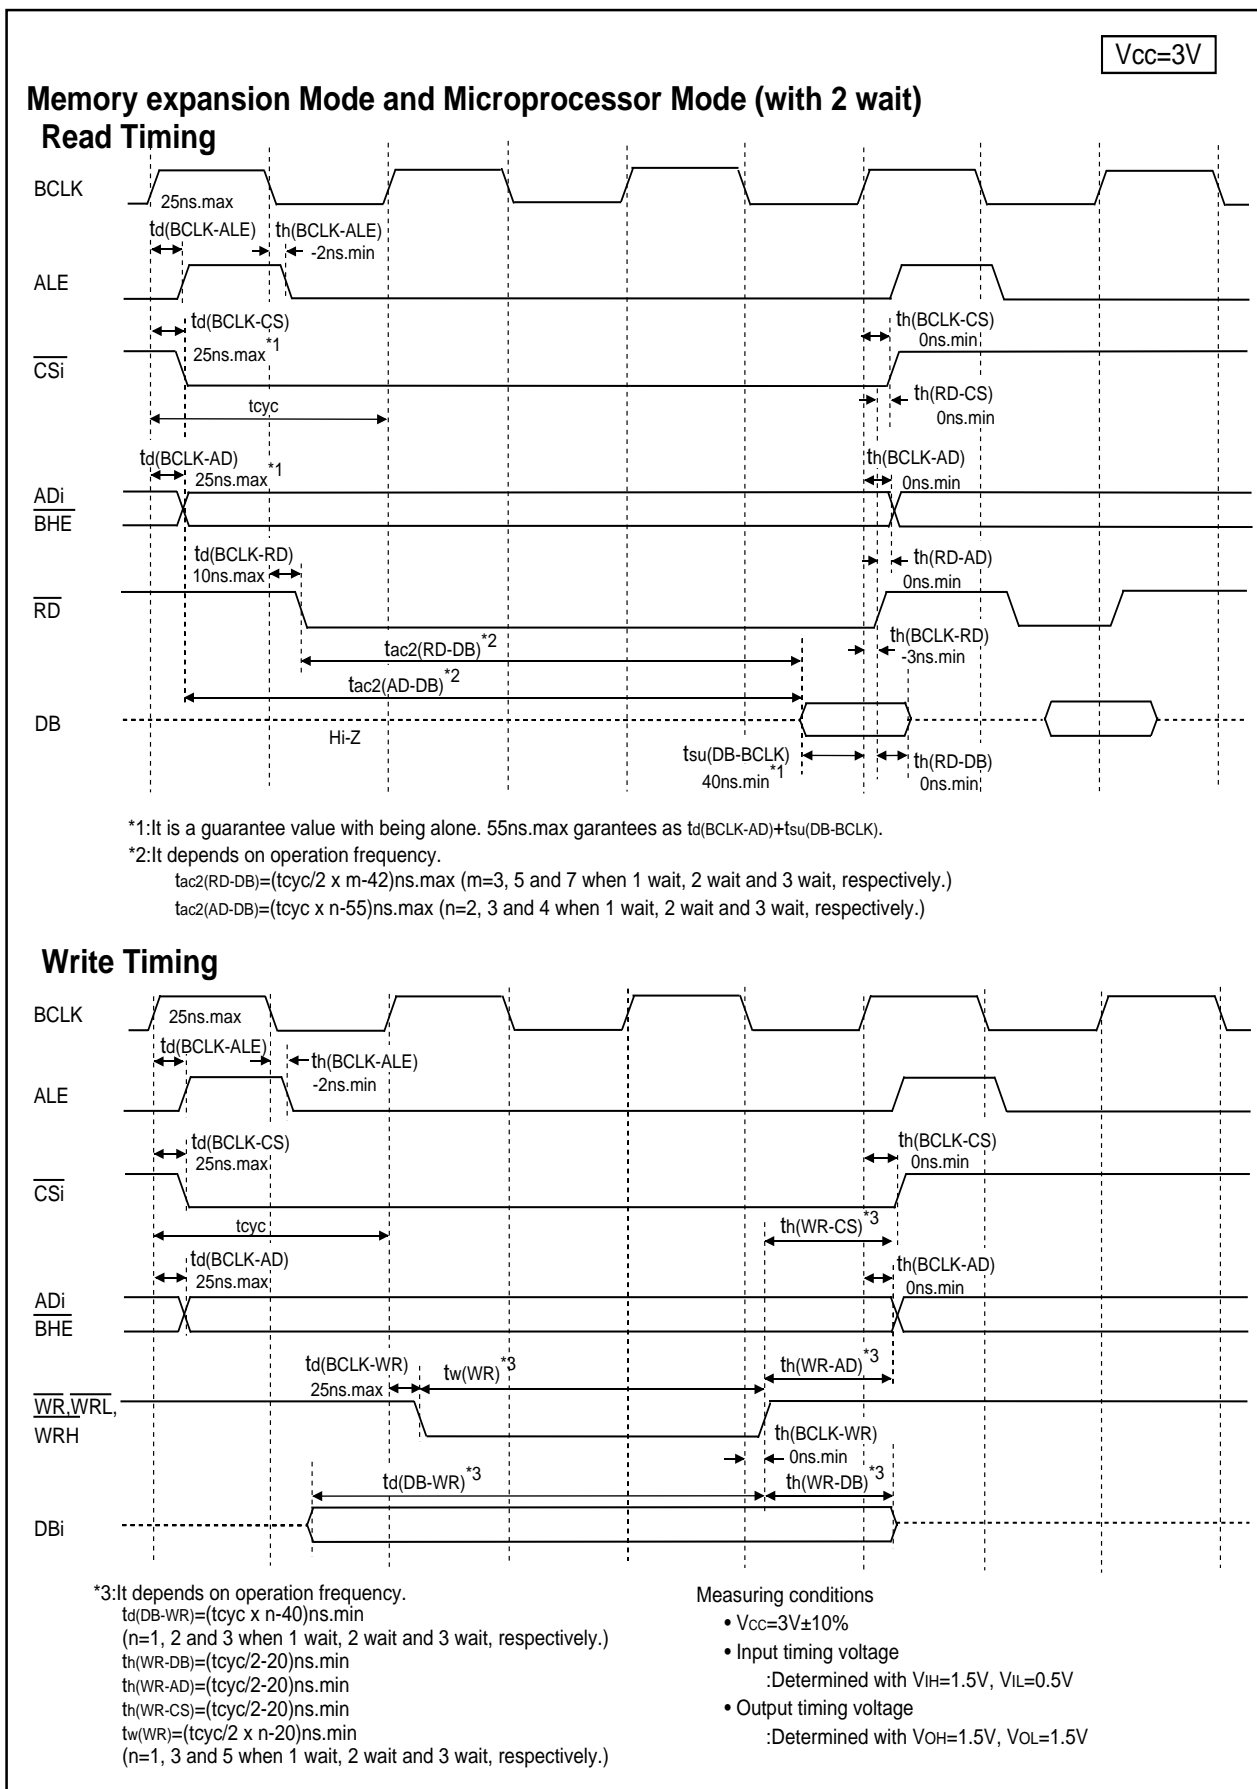 Vcc=3V
Memory expansion Mode and Microprocessor Mode (with 2 wait)
Read Timing
BCLK
25ns.max
td(BCLK-ALE)
th(BCLK-ALE)
-2ns.min
ALE
td(BCLK-CS)
25ns.max*1
th(BCLK-CS)
0ns.min
CSi
tcyc
th(RD-CS)
0ns.min
td(BCLK-AD)
25ns.max*1
th(BCLK-AD)
0ns.min
ADi
BHE
td(BCLK-RD)
10ns.max
th(RD-AD)
0ns.min
RD
tac2(RD-DB)*2
th(BCLK-RD)
-3ns.min
tac2(AD-DB)*2
DB
Hi-Z
tsu(DB-BCLK)
40ns.min*1
th(RD-DB)
0ns.min
*1:It is a guarantee value with being alone. 55ns.max garantees as td(BCLK-AD)+tsu(DB-BCLK).
*2:It depends on operation frequency.
tac2(RD-DB)=(tcyc/2 x m-42)ns.max (m=3, 5 and 7 when 1 wait, 2 wait and 3 wait, respectively.)
tac2(AD-DB)=(tcyc x n-55)ns.max (n=2, 3 and 4 when 1 wait, 2 wait and 3 wait, respectively.)
Write Timing
BCLK
25ns.max
td(BCLK-ALE)
th(BCLK-ALE)
-2ns.min
ALE
td(BCLK-CS)
25ns.max
th(BCLK-CS)
0ns.min
CSi
tcyc
th(WR-CS)*3
td(BCLK-AD)
25ns.max
th(BCLK-AD)
0ns.min
ADi
BHE
td(BCLK-WR)
25ns.max
tw(WR)*3
th(WR-AD)*3
WR,WRL,
WRH
th(BCLK-WR)
0ns.min
td(DB-WR)*3
th(WR-DB)*3
DBi
*3:It depends on operation frequency.
td(DB-WR)=(tcyc x n-40)ns.min
(n=1, 2 and 3 when 1 wait, 2 wait and 3 wait, respectively.)
th(WR-DB)=(tcyc/2-20)ns.min
th(WR-AD)=(tcyc/2-20)ns.min
th(WR-CS)=(tcyc/2-20)ns.min
tw(WR)=(tcyc/2 x n-20)ns.min
(n=1, 3 and 5 when 1 wait, 2 wait and 3 wait, respectively.)
Measuring conditions
• VCC=3V±10%
• Input timing voltage
:Determined with VIH=1.5V, VIL=0.5V
• Output timing voltage
:Determined with VOH=1.5V, VOL=1.5V